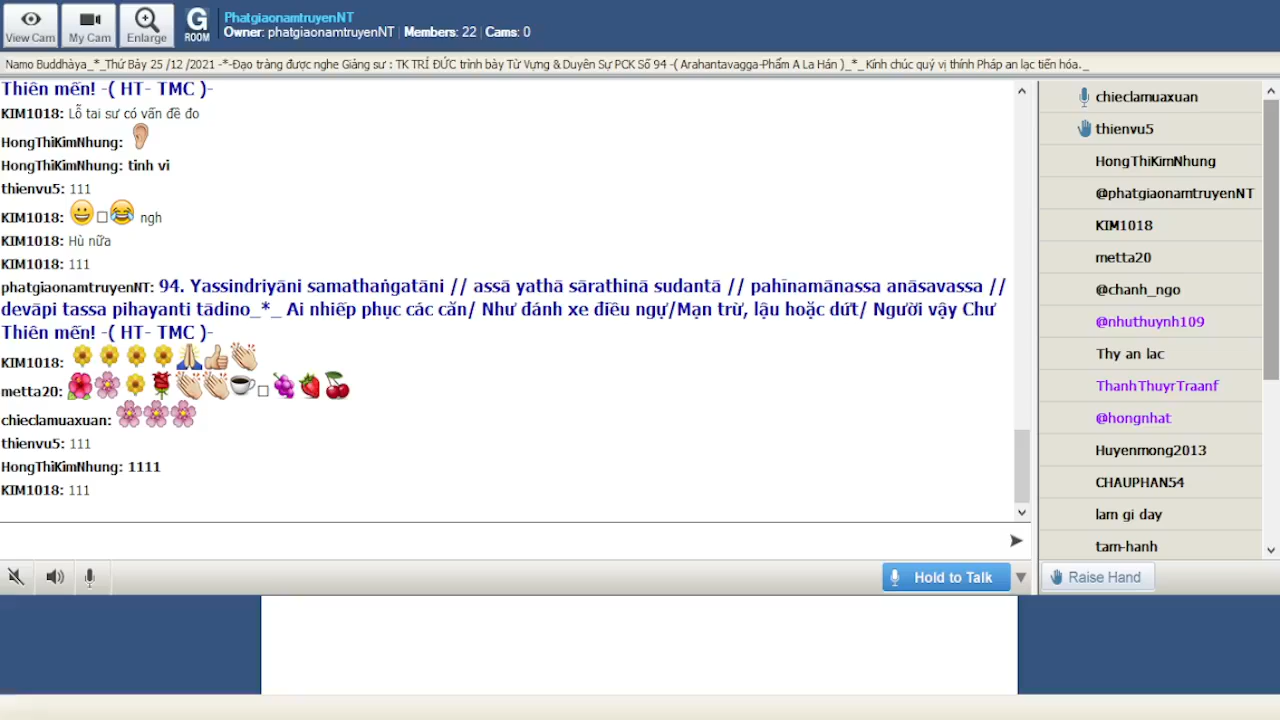 View Cam
My Cam
Enlarge
G
ROOM
PhatgiaonamtruyenNT
Owner: phatgiaonamtruyenNT | Members: 22 | Cams: 0
Namo Buddhàya_*_Thứ Bảy 25 /12 /2021 -*-Đạo tràng được nghe Giảng sư : TK TRÍ ĐỨC trình bày Từ Vựng & Duyên Sự PCK Số 94 -( Arahantavagga-Phẩm A La Hán )_*_ Kính chúc quý vị thính Pháp an lạc tiến hóa._
Thiên mến! -( HT- TMC )-
KIM1018: Lỗ tai sư có vấn đề đo
HongThiKimNhung: 👂
HongThiKimNhung: tinh vi
thienvu5: 111
KIM1018: 😀□😂 ngh
KIM1018: Hù nữa
KIM1018: 111
phatgiaonamtruyenNT: 94. Yassindriyāni samathaṅgatāni // assā yathā sārathinā sudantā // pahīnamānassa anāsavassa //
devāpi tassa pihayanti tādino_*_ Ai nhiếp phục các căn/ Như đánh xe điều ngự/Mạn trừ, lậu hoặc dứt/ Người vậy Chư
Thiên mến! -( HT- TMC )-
KIM1018: 🌼🌼🌼🌼🙏👍👏
metta20: 🌺🌸🌼🌹👏👏☕□🍇🍓🍒
chieclamuaxuan: 🌸🌸🌸
thienvu5: 111
HongThiKimNhung: 1111
KIM1018: 111
Hold to Talk
chieclamuaxuan
thienvu5
HongThiKimNhung
@phatgiaonamtruyenNT
KIM1018
metta20
@chanh_ngo
@nhuthuynh109
Thy an lac
ThanhThuyrTraanf
@hongnhat
Huyenmong2013
CHAUPHAN54
lam gi day
tam-hanh
Raise Hand